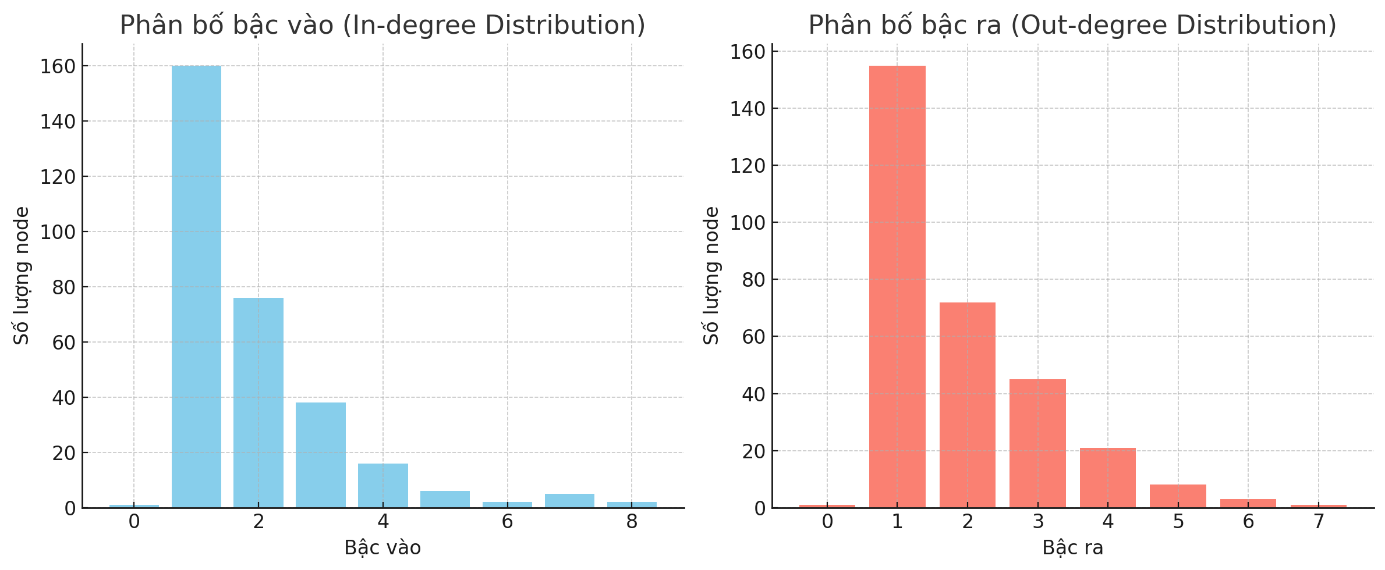 Phân bố bậc vào (In-degree Distribution)
160
140
120
100
80
60
40
20
0
Số lượng node
0 2 4 6 8
Bậc vào
Phân bố bậc ra (Out-degree Distribution)
160
140
120
100
80
60
40
20
0
Số lượng node
0 1 2 3 4 5 6 7
Bậc ra